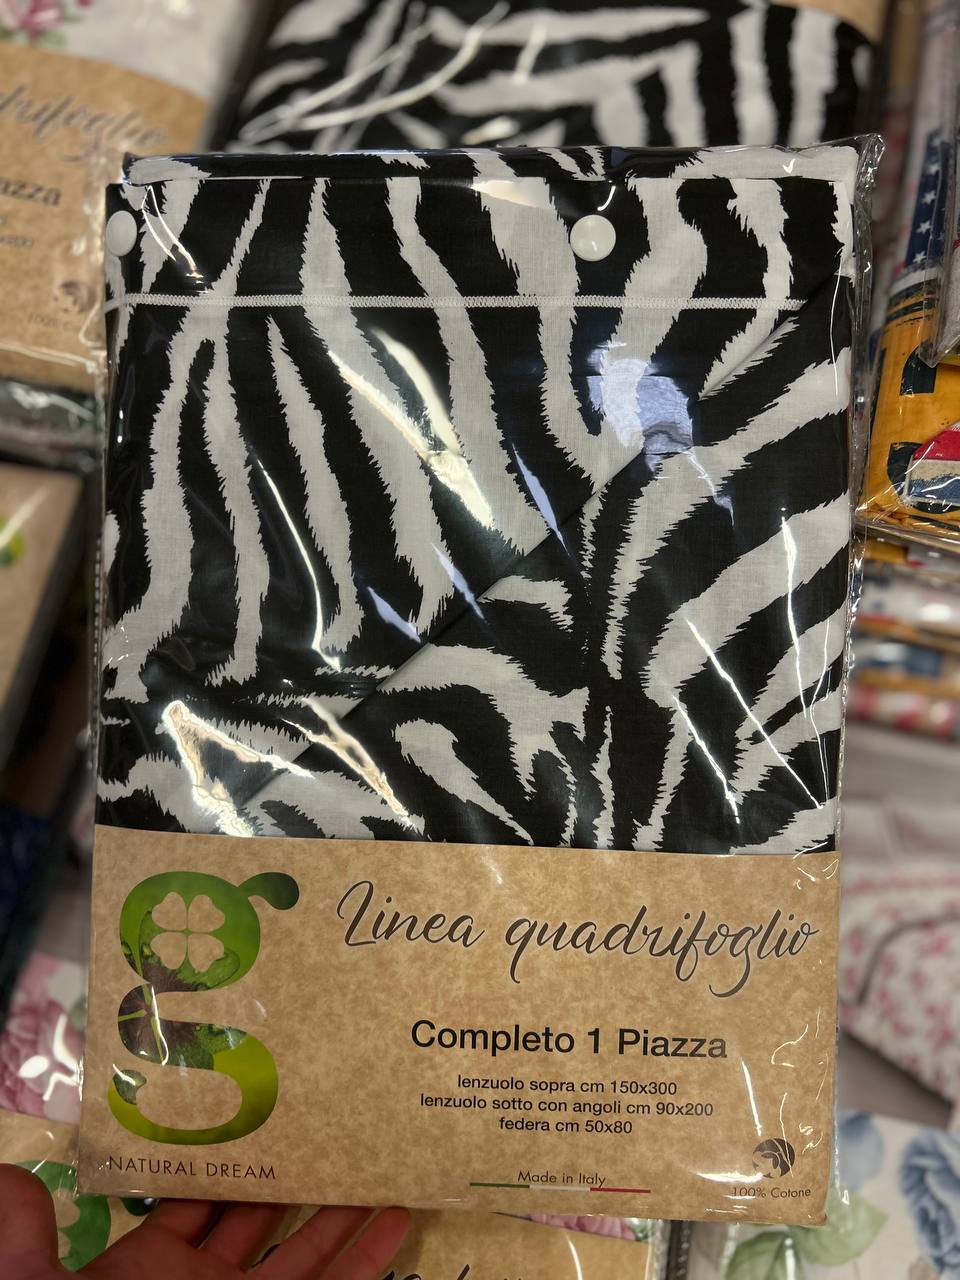 Linea quadrifoglio
Completo 1 Piazza
lenzuolo sopra cm 150x300
lenzuolo sotto con angoli cm 90x200
federa cm 50x80
NATURAL DREAM
Made in Italy
100% Cotone